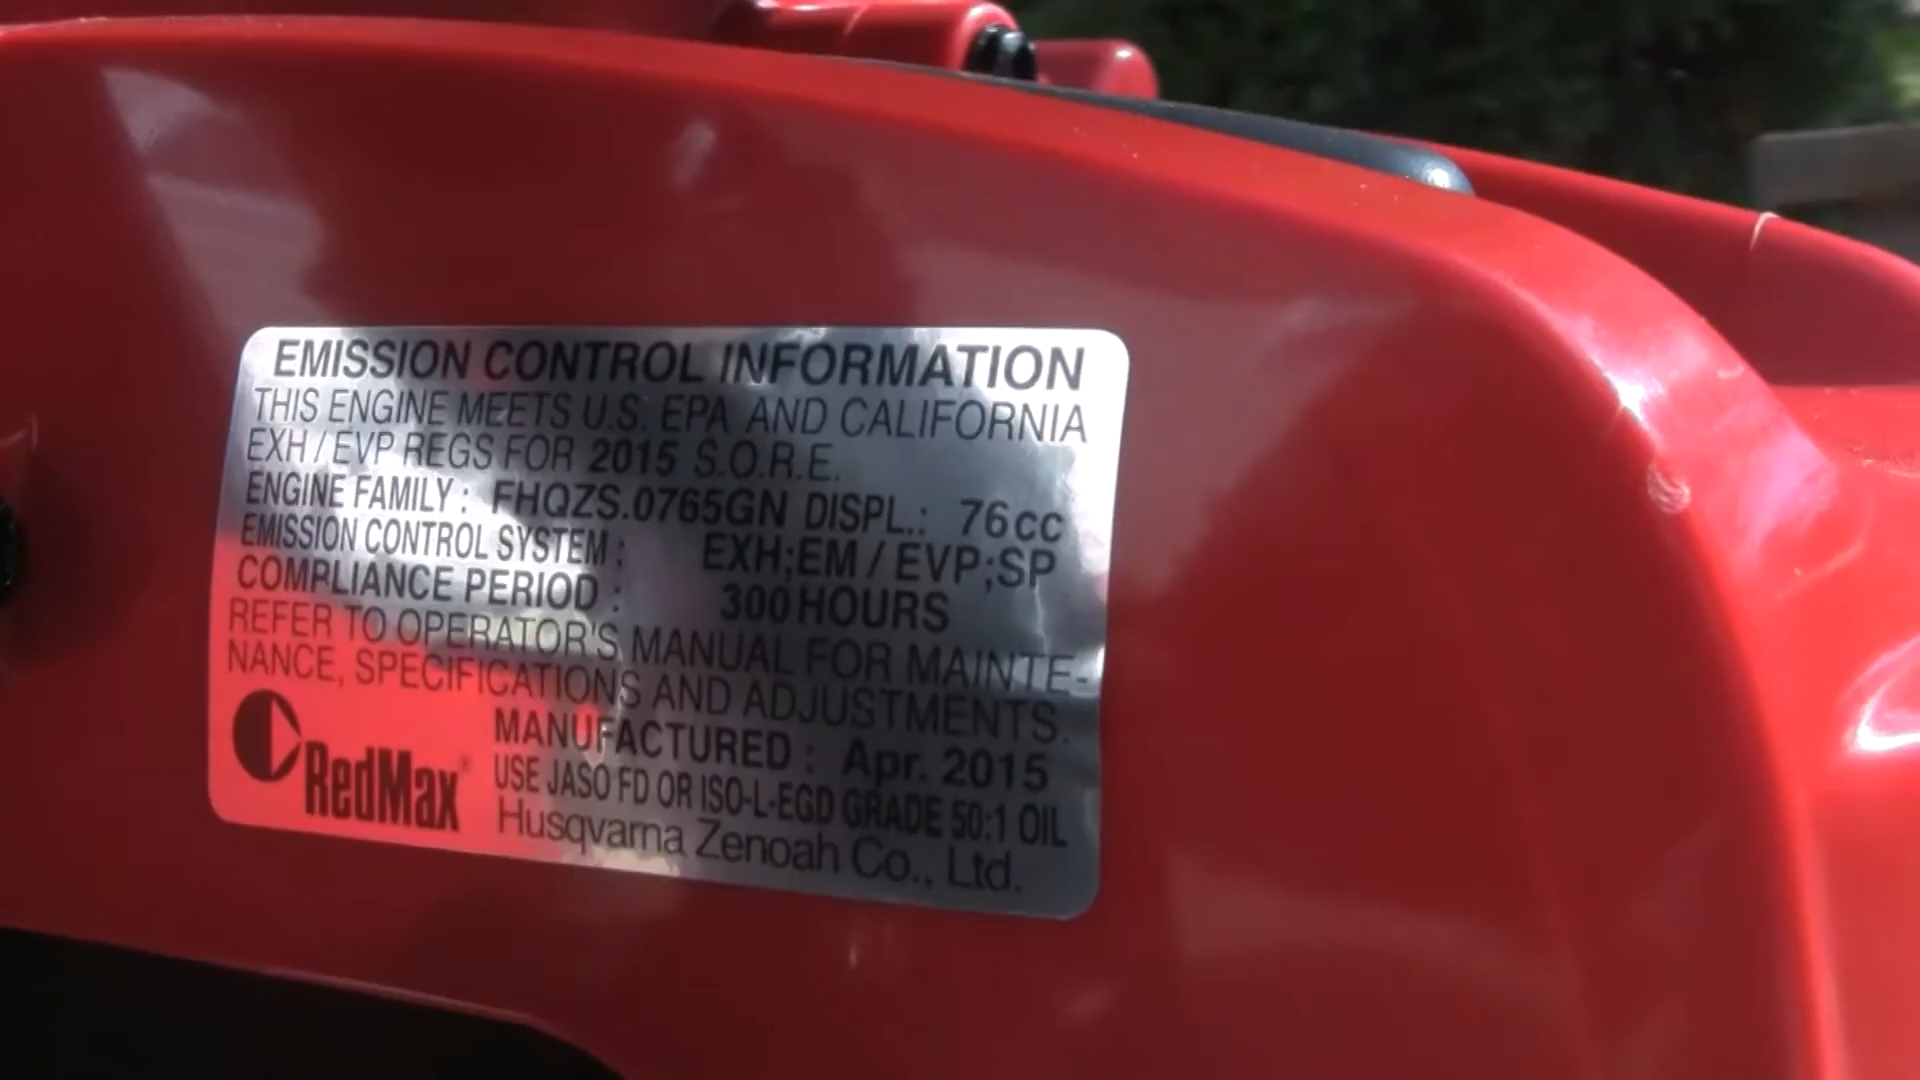 EMISSION CONTROL INFORMATION
THIS ENGINE MEETS U.S. EPA AND CALIFORNIA
EXH / EVP REGS FOR 2015 S.O.R.E.
ENGINE FAMILY : FHQZS.0765GN DISPL.: 76cc
EMISSION CONTROL SYSTEM : EXH;EM / EVP;SP
COMPLIANCE PERIOD : 300 HOURS
REFER TO OPERATOR'S MANUAL FOR MAINTE-
NANCE, SPECIFICATIONS AND ADJUSTMENTS.
MANUFACTURED : Apr. 2015
RedMax®
USE JASO FD OR ISO-L-EGD GRADE 50:1 OIL
Husqvarna Zenoah Co., Ltd.